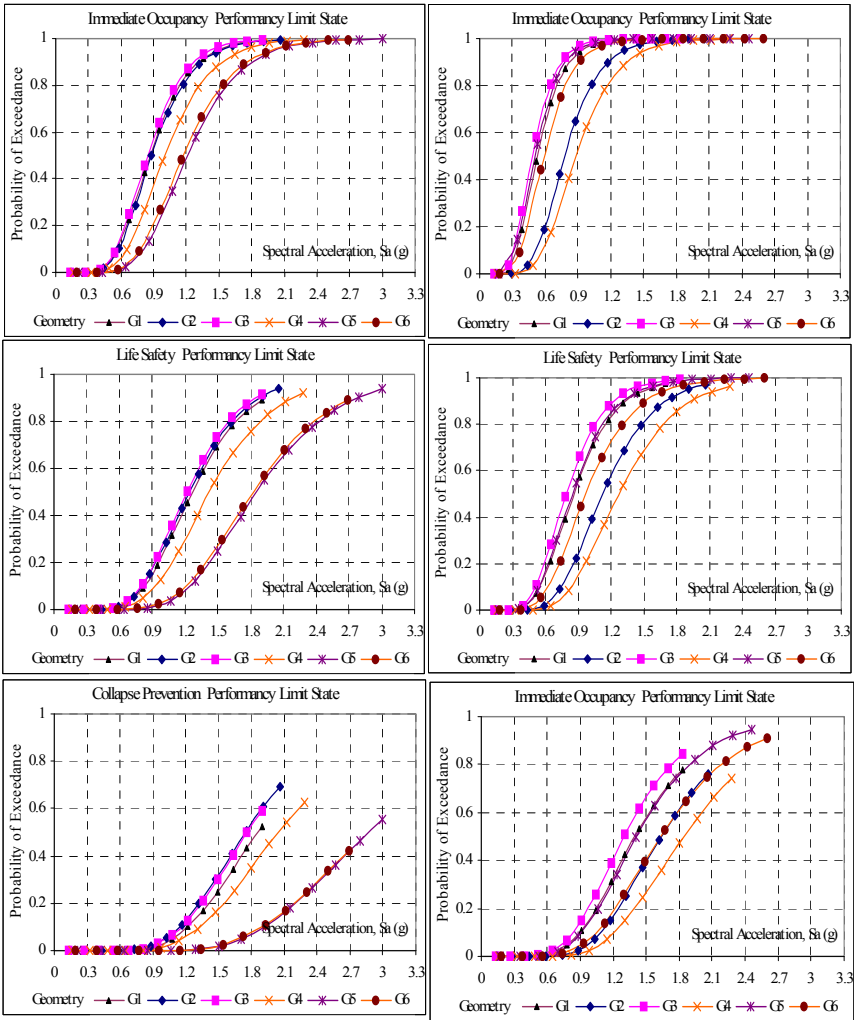 Immediate Occupancy Performancy Limit State
Probability of Exceedance
1
0.8
0.6
0.4
0.2
0
Spectral Acceleration, Sa (g)
0 0.3 0.6 0.9 1.2 1.5 1.8 2.1 2.4 2.7 3 3.3
Geometry G1 G2 G3 G4 G5 G6
Immediate Occupancy Performancy Limit State
Probability of Exceedance
1
0.8
0.6
0.4
0.2
0
Spectral Acceleration, Sa (g)
0 0.3 0.6 0.9 1.2 1.5 1.8 2.1 2.4 2.7 3 3.3
Geometry G1 G2 G3 G4 G5 G6
Life Safety Performancy Limit State
Probability of Exceedance
1
0.8
0.6
0.4
0.2
0
Spectral Acceleration, Sa (g)
0 0.3 0.6 0.9 1.2 1.5 1.8 2.1 2.4 2.7 3 3.3
Geometry G1 G2 G3 G4 G5 G6
Life Safety Performancy Limit State
Probability of Exceedance
1
0.8
0.6
0.4
0.2
0
Spectral Acceleration, Sa (g)
0 0.3 0.6 0.9 1.2 1.5 1.8 2.1 2.4 2.7 3 3.3
Geometry G1 G2 G3 G4 G5 G6
Collapse Prevention Performancy Limit State
Probability of Exceedance
1
0.8
0.6
0.4
0.2
0
Spectral Acceleration, Sa (g)
0 0.3 0.6 0.9 1.2 1.5 1.8 2.1 2.4 2.7 3 3.3
Geometry G1 G2 G3 G4 G5 G6
Immediate Occupancy Performancy Limit State
Probability of Exceedance
1
0.8
0.6
0.4
0.2
0
Spectral Acceleration, Sa (g)
0 0.3 0.6 0.9 1.2 1.5 1.8 2.1 2.4 2.7 3 3.3
Geometry G1 G2 G3 G4 G5 G6